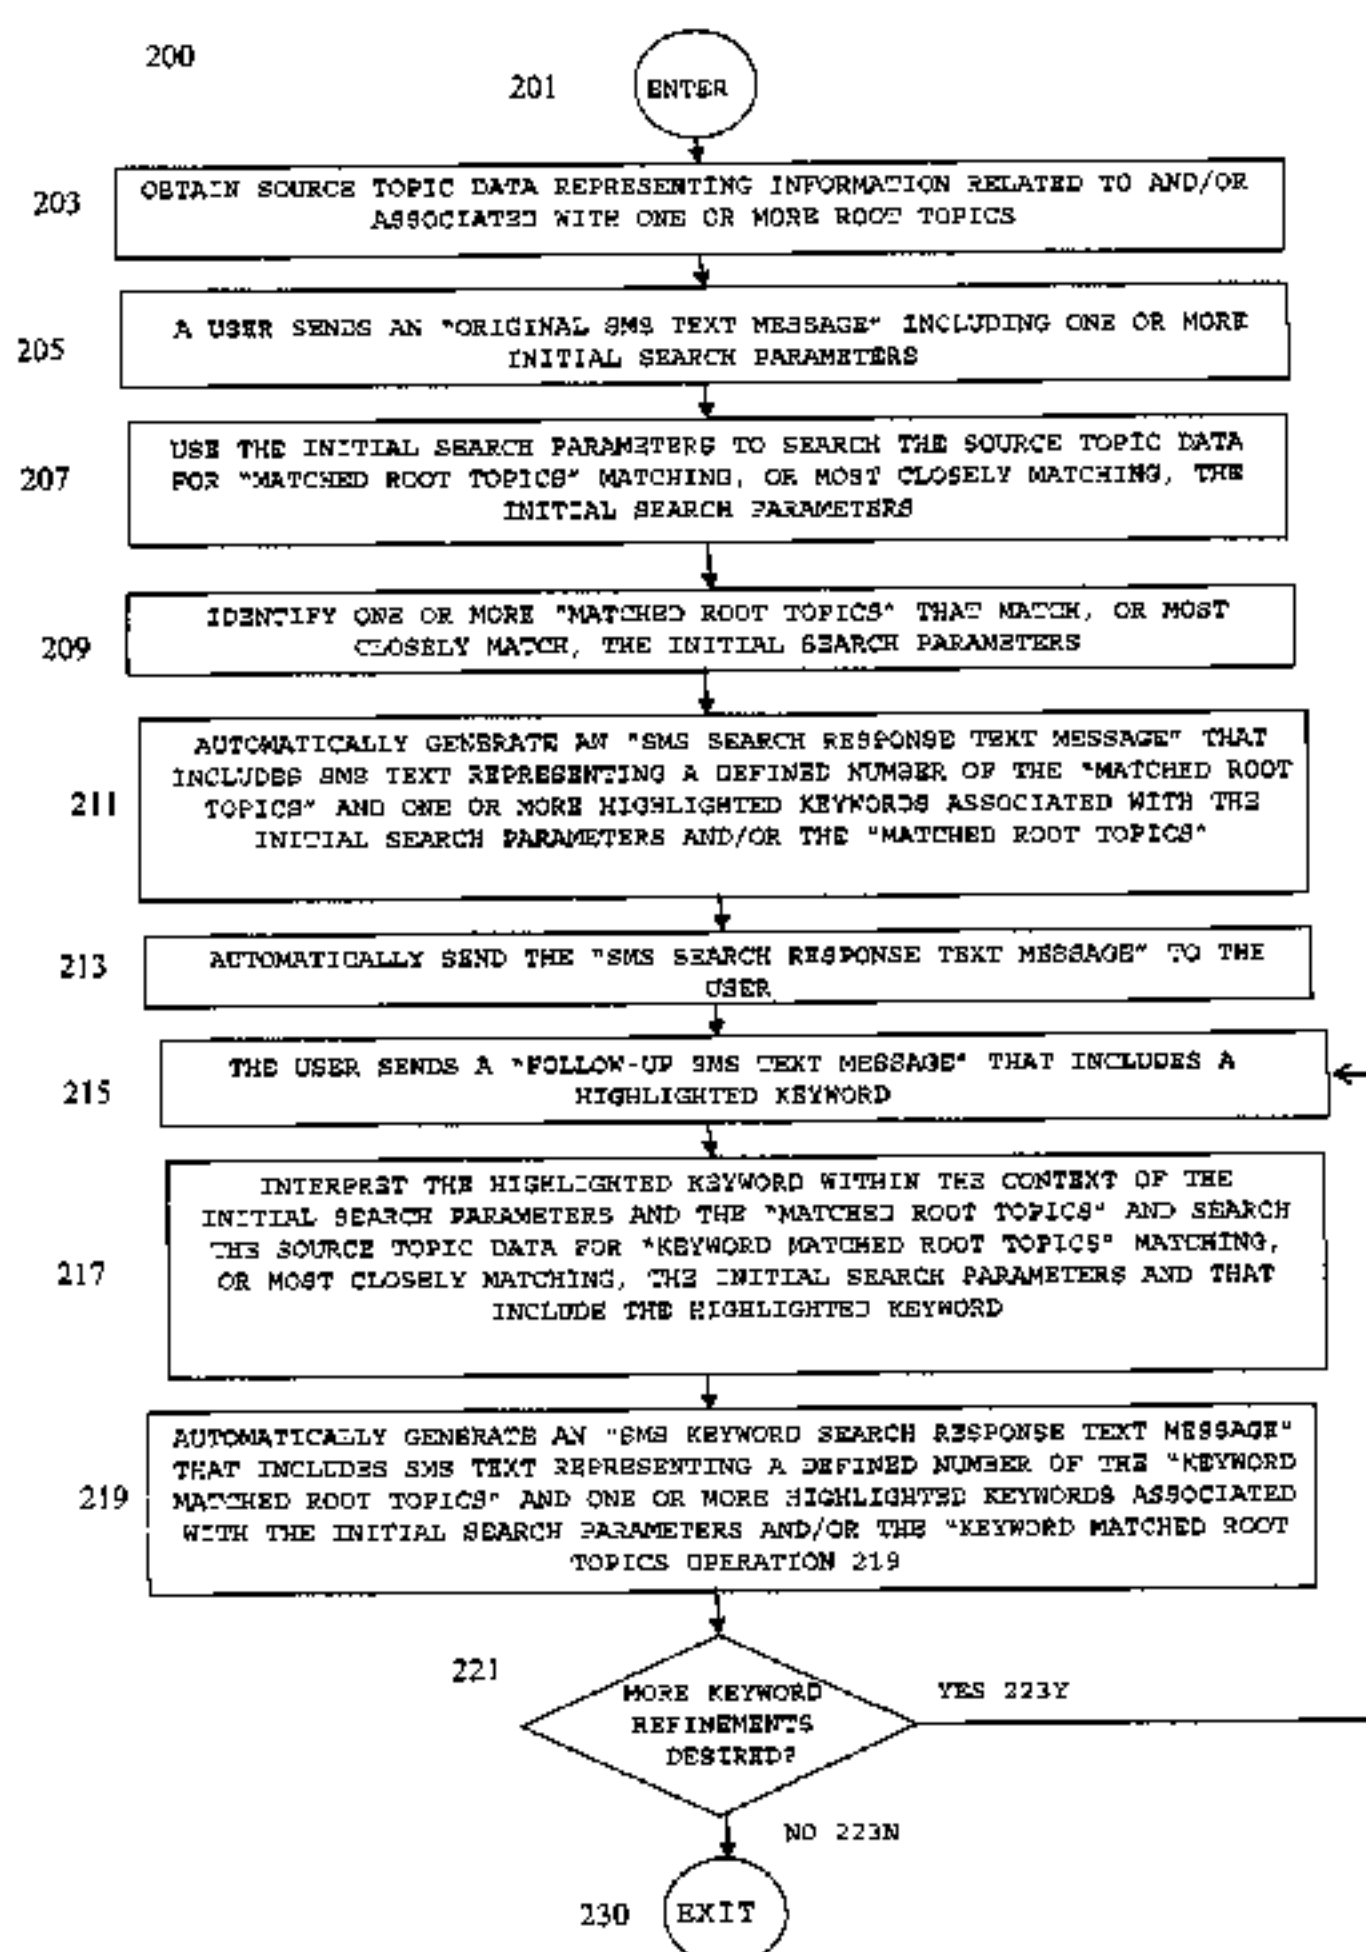 200
201
ENTER
203
OBTAIN SOURCE TOPIC DATA REPRESENTING INFORMATION RELATED TO AND/OR
ASSOCIATED WITH ONE OR MORE ROOT TOPICS
205
A USER SENDS AN "ORIGINAL SMS TEXT MESSAGE" INCLUDING ONE OR MORE
INITIAL SEARCH PARAMETERS
207
USE THE INITIAL SEARCH PARAMETERS TO SEARCH THE SOURCE TOPIC DATA
FOR "MATCHED ROOT TOPICS" MATCHING, OR MOST CLOSELY MATCHING, THE
INITIAL SEARCH PARAMETERS
209
IDENTIFY ONE OR MORE "MATCHED ROOT TOPICS" THAT MATCH, OR MOST
CLOSELY MATCH, THE INITIAL SEARCH PARAMETERS
211
AUTOMATICALLY GENERATE AN "SMS SEARCH RESPONSE TEXT MESSAGE" THAT
INCLUDES SMS TEXT REPRESENTING A DEFINED NUMBER OF THE "MATCHED ROOT
TOPICS" AND ONE OR MORE HIGHLIGHTED KEYWORDS ASSOCIATED WITH THE
INITIAL SEARCH PARAMETERS AND/OR THE "MATCHED ROOT TOPICS"
213
AUTOMATICALLY SEND THE "SMS SEARCH RESPONSE TEXT MESSAGE" TO THE
USER
215
THE USER SENDS A "FOLLOW-UP SMS TEXT MESSAGE" THAT INCLUDES A
HIGHLIGHTED KEYWORD
217
INTERPRET THE HIGHLIGHTED KEYWORD WITHIN THE CONTEXT OF THE
INITIAL SEARCH PARAMETERS AND THE "MATCHED ROOT TOPICS" AND SEARCH
THE SOURCE TOPIC DATA FOR "KEYWORD MATCHED ROOT TOPICS" MATCHING,
OR MOST CLOSELY MATCHING, THE INITIAL SEARCH PARAMETERS AND THAT
INCLUDE THE HIGHLIGHTED KEYWORD
219
AUTOMATICALLY GENERATE AN "SMS KEYWORD SEARCH RESPONSE TEXT MESSAGE"
THAT INCLUDES SMS TEXT REPRESENTING A DEFINED NUMBER OF THE "KEYWORD
MATCHED ROOT TOPICS" AND ONE OR MORE HIGHLIGHTED KEYWORDS ASSOCIATED
WITH THE INITIAL SEARCH PARAMETERS AND/OR THE "KEYWORD MATCHED ROOT
TOPICS OPERATION 219
221
MORE KEYWORD
REFINEMENTS
DESIRED?
YES 223Y
NO 223N
230
EXIT